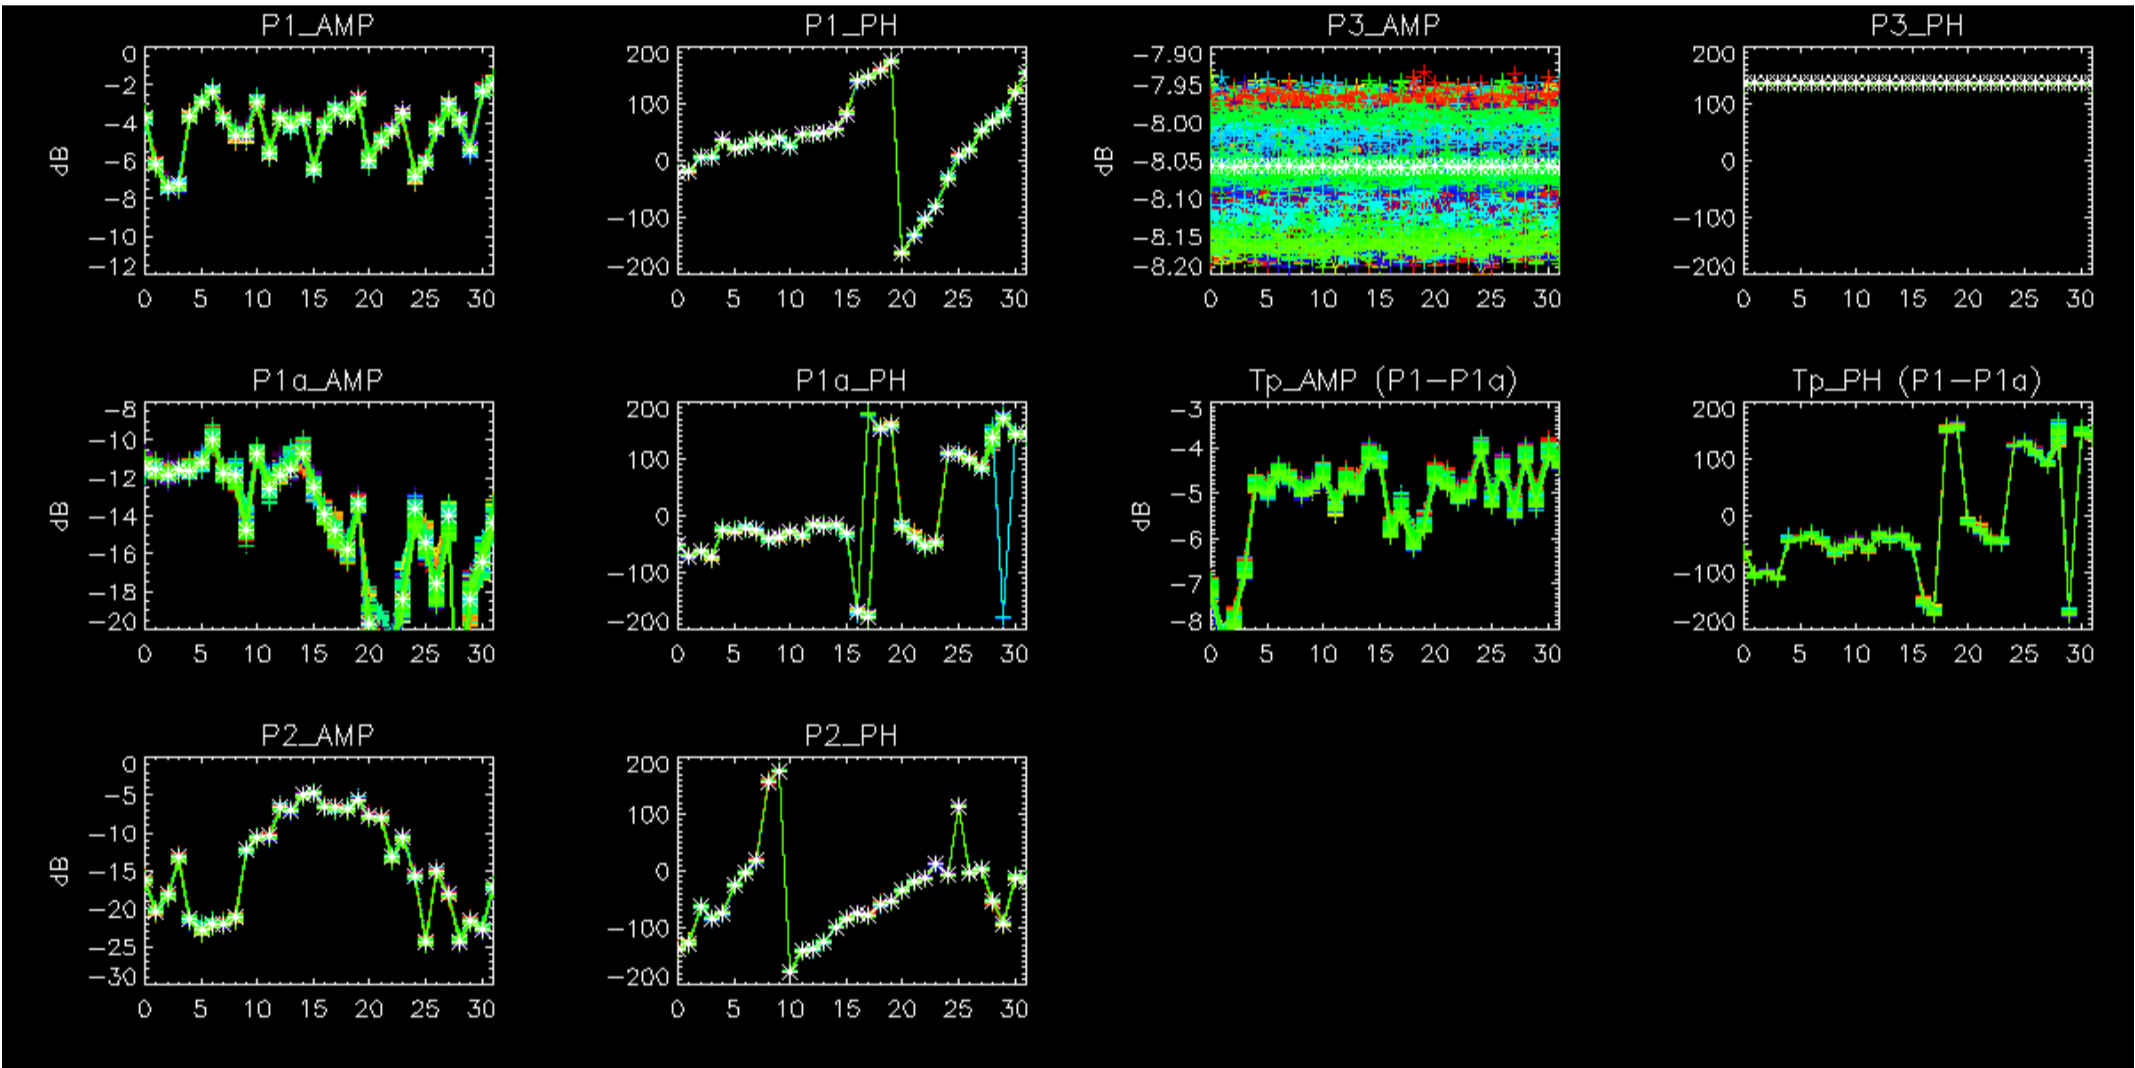 P1_AMP
P1_PH
P3_AMP
P3_PH
0
−2
−4
−6
−8
−10
−12
dB
0 5 10 15 20 25 30
200
100
0
−100
−200
0 5 10 15 20 25 30
−7.90
−7.95
−8.00
−8.05
−8.10
−8.15
−8.20
dB
0 5 10 15 20 25 30
200
100
0
−100
−200
0 5 10 15 20 25 30
P1a_AMP
P1a_PH
Tp_AMP (P1−P1a)
Tp_PH (P1−P1a)
−8
−10
−12
−14
−16
−18
−20
dB
0 5 10 15 20 25 30
200
100
0
−100
−200
0 5 10 15 20 25 30
−3
−4
−5
−6
−7
−8
dB
0 5 10 15 20 25 30
200
100
0
−100
−200
0 5 10 15 20 25 30
P2_AMP
P2_PH
0
−5
−10
−15
−20
−25
−30
dB
0 5 10 15 20 25 30
200
100
0
−100
−200
0 5 10 15 20 25 30